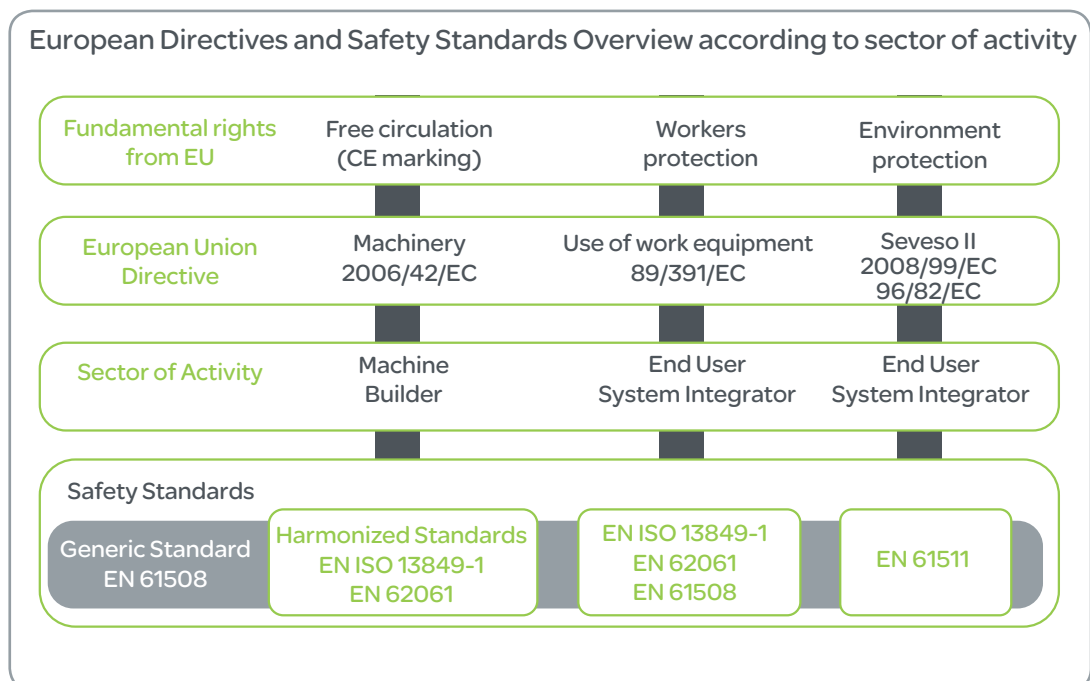 European Directives and Safety Standards Overview according to sector of activity
Fundamental rights
from EU
Free circulation
(CE marking)
Workers
protection
Environment
protection
European Union
Directive
Machinery
2006/42/EC
Use of work equipment
89/391/EC
Seveso II
2008/99/EC
96/82/EC
Sector of Activity
Machine
Builder
End User
System Integrator
End User
System Integrator
Safety Standards
Generic Standard
EN 61508
Harmonized Standards
EN ISO 13849-1
EN 62061
EN ISO 13849-1
EN 62061
EN 61508
EN 61511